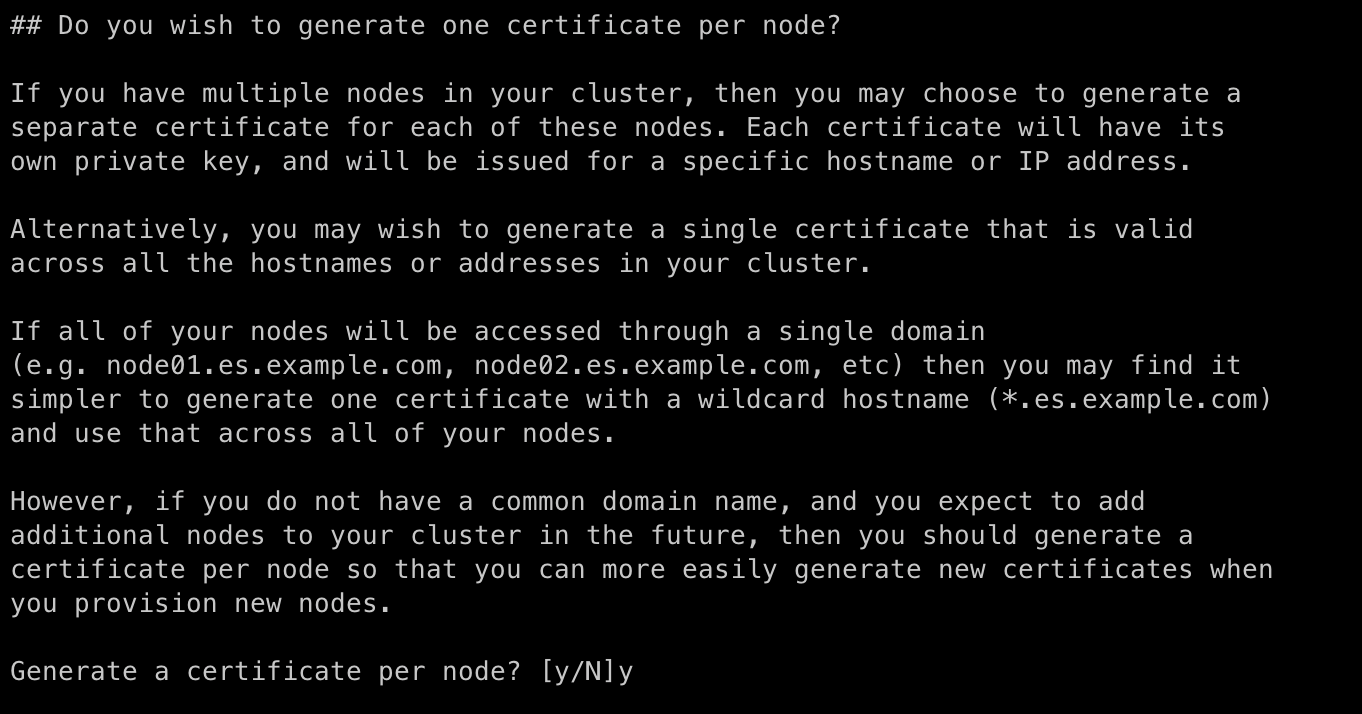 ## Do you wish to generate one certificate per node?
If you have multiple nodes in your cluster, then you may choose to generate a
separate certificate for each of these nodes. Each certificate will have its
own private key, and will be issued for a specific hostname or IP address.
Alternatively, you may wish to generate a single certificate that is valid
across all the hostnames or addresses in your cluster.
If all of your nodes will be accessed through a single domain
(e.g. node01.es.example.com, node02.es.example.com, etc) then you may find it
simpler to generate one certificate with a wildcard hostname (*.es.example.com)
and use that across all of your nodes.
However, if you do not have a common domain name, and you expect to add
additional nodes to your cluster in the future, then you should generate a
certificate per node so that you can more easily generate new certificates when
you provision new nodes.
Generate a certificate per node? [y/N]y